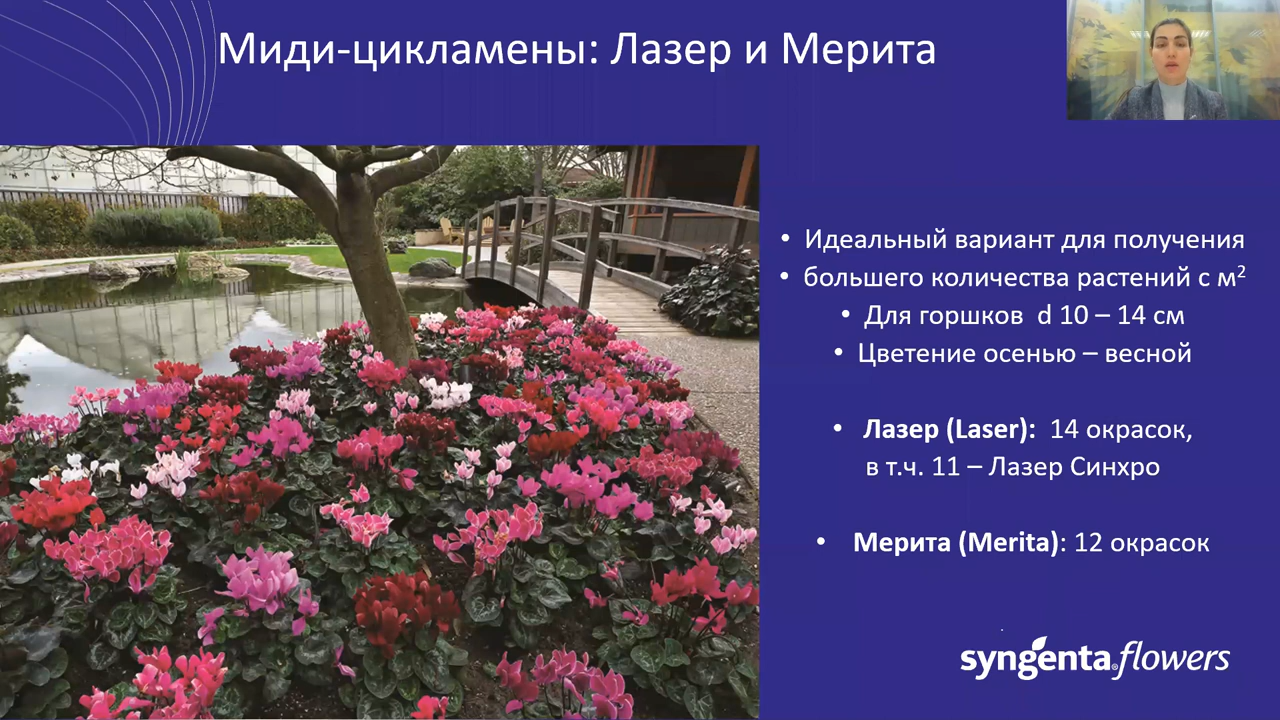 Миди-цикламены: Лазер и Мерита
• Идеальный вариант для получения
• большего количества растений с м²
• Для горшков d 10 – 14 см
• Цветение осенью – весной
• Лазер (Laser): 14 окрасок,
в т.ч. 11 – Лазер Синхро
• Мерита (Merita): 12 окрасок
syngenta® flowers